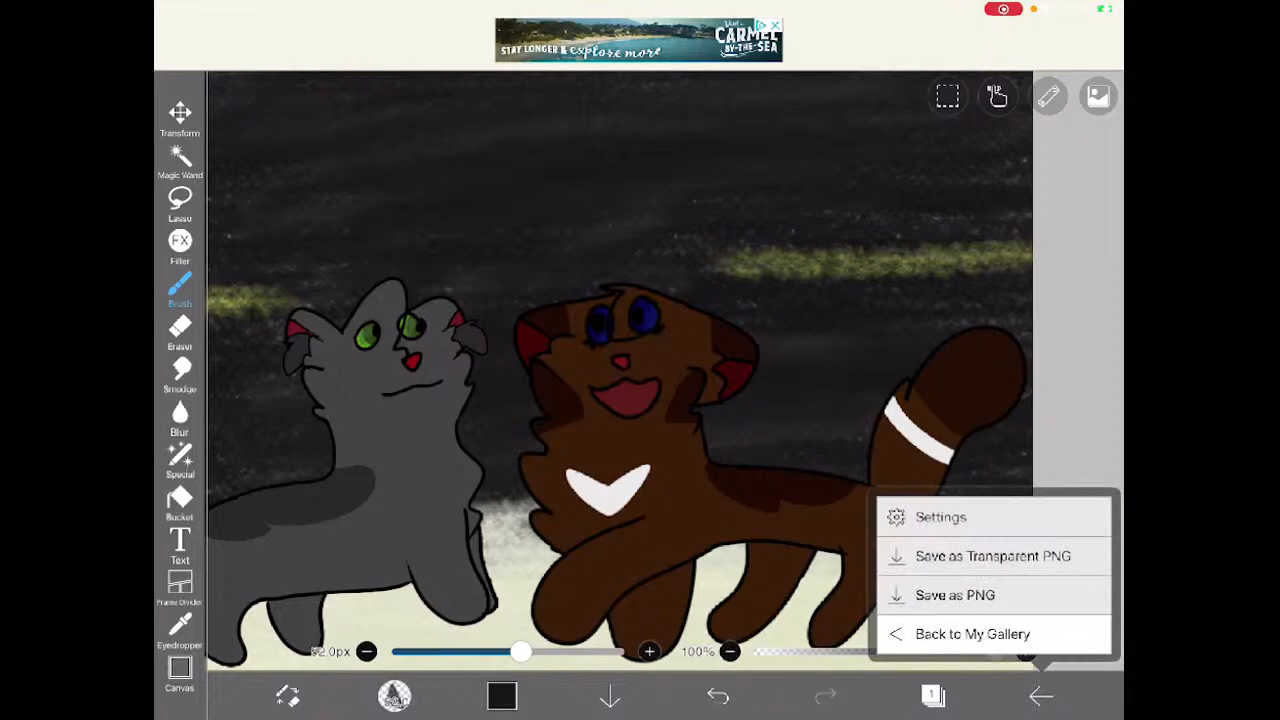 Visit
CARMEL
BY-THE-SEA
STAY LONGER & explore more
Transform
Magic Wand
Lasso
FX
Filter
Brush
Eraser
Smudge
Blur
Special
Bucket
T
Text
Frame Divider
Eyedropper
Canvas
Settings
Save as Transparent PNG
Save as PNG
Back to My Gallery
100%
1